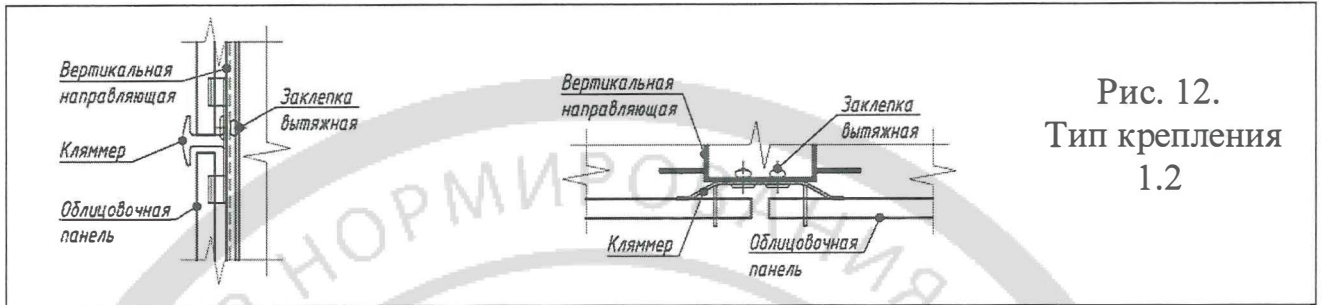 Вертикальная
направляющая
Заклепка
вытяжная
Кляммер
Облицовочная
панель
Вертикальная
направляющая
Заклепка
вытяжная
Кляммер
Облицовочная
панель
Рис. 12.
Тип крепления
1.2
НОРМИРОВАНИЯ